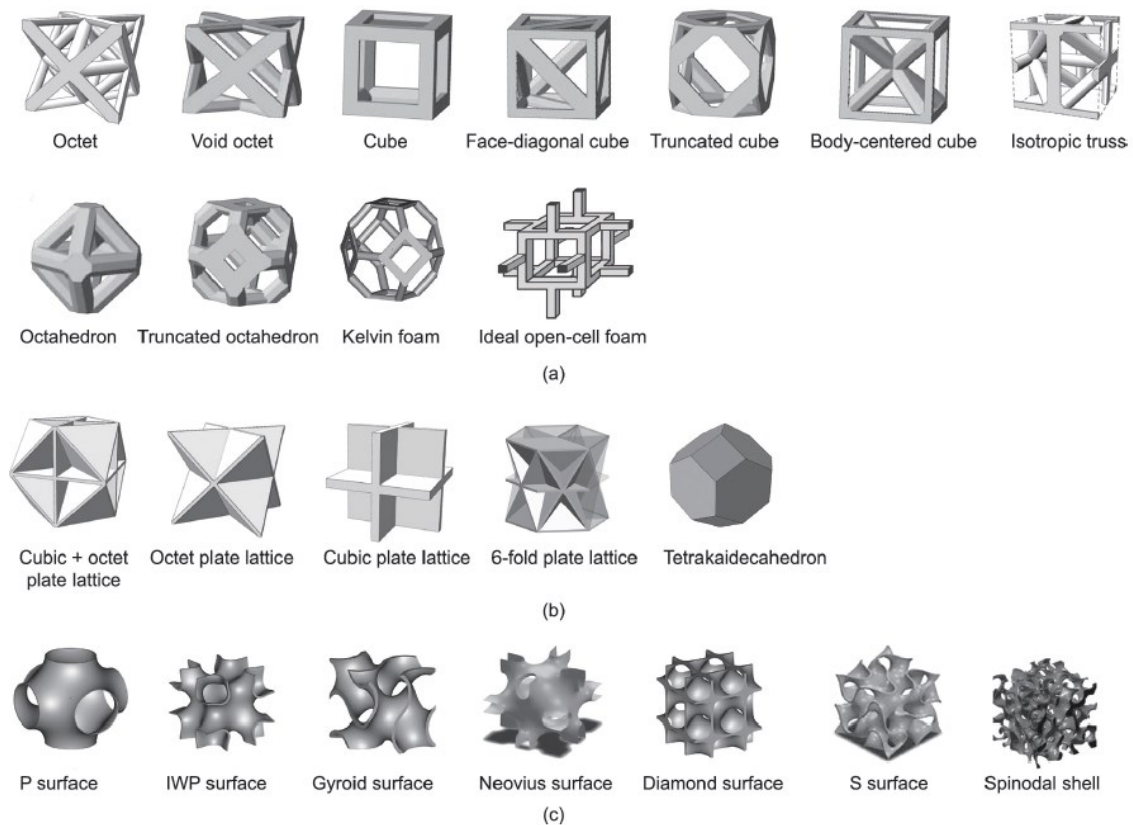 Octet Void octet Cube Face-diagonal cube Truncated cube Body-centered cube Isotropic truss
Octahedron Truncated octahedron Kelvin foam Ideal open-cell foam
(a)
Cubic + octet Octet plate lattice Cubic plate lattice 6-fold plate lattice Tetrakaidecahedron
plate lattice
(b)
P surface IWP surface Gyroid surface Neovius surface Diamond surface S surface Spinodal shell
(c)